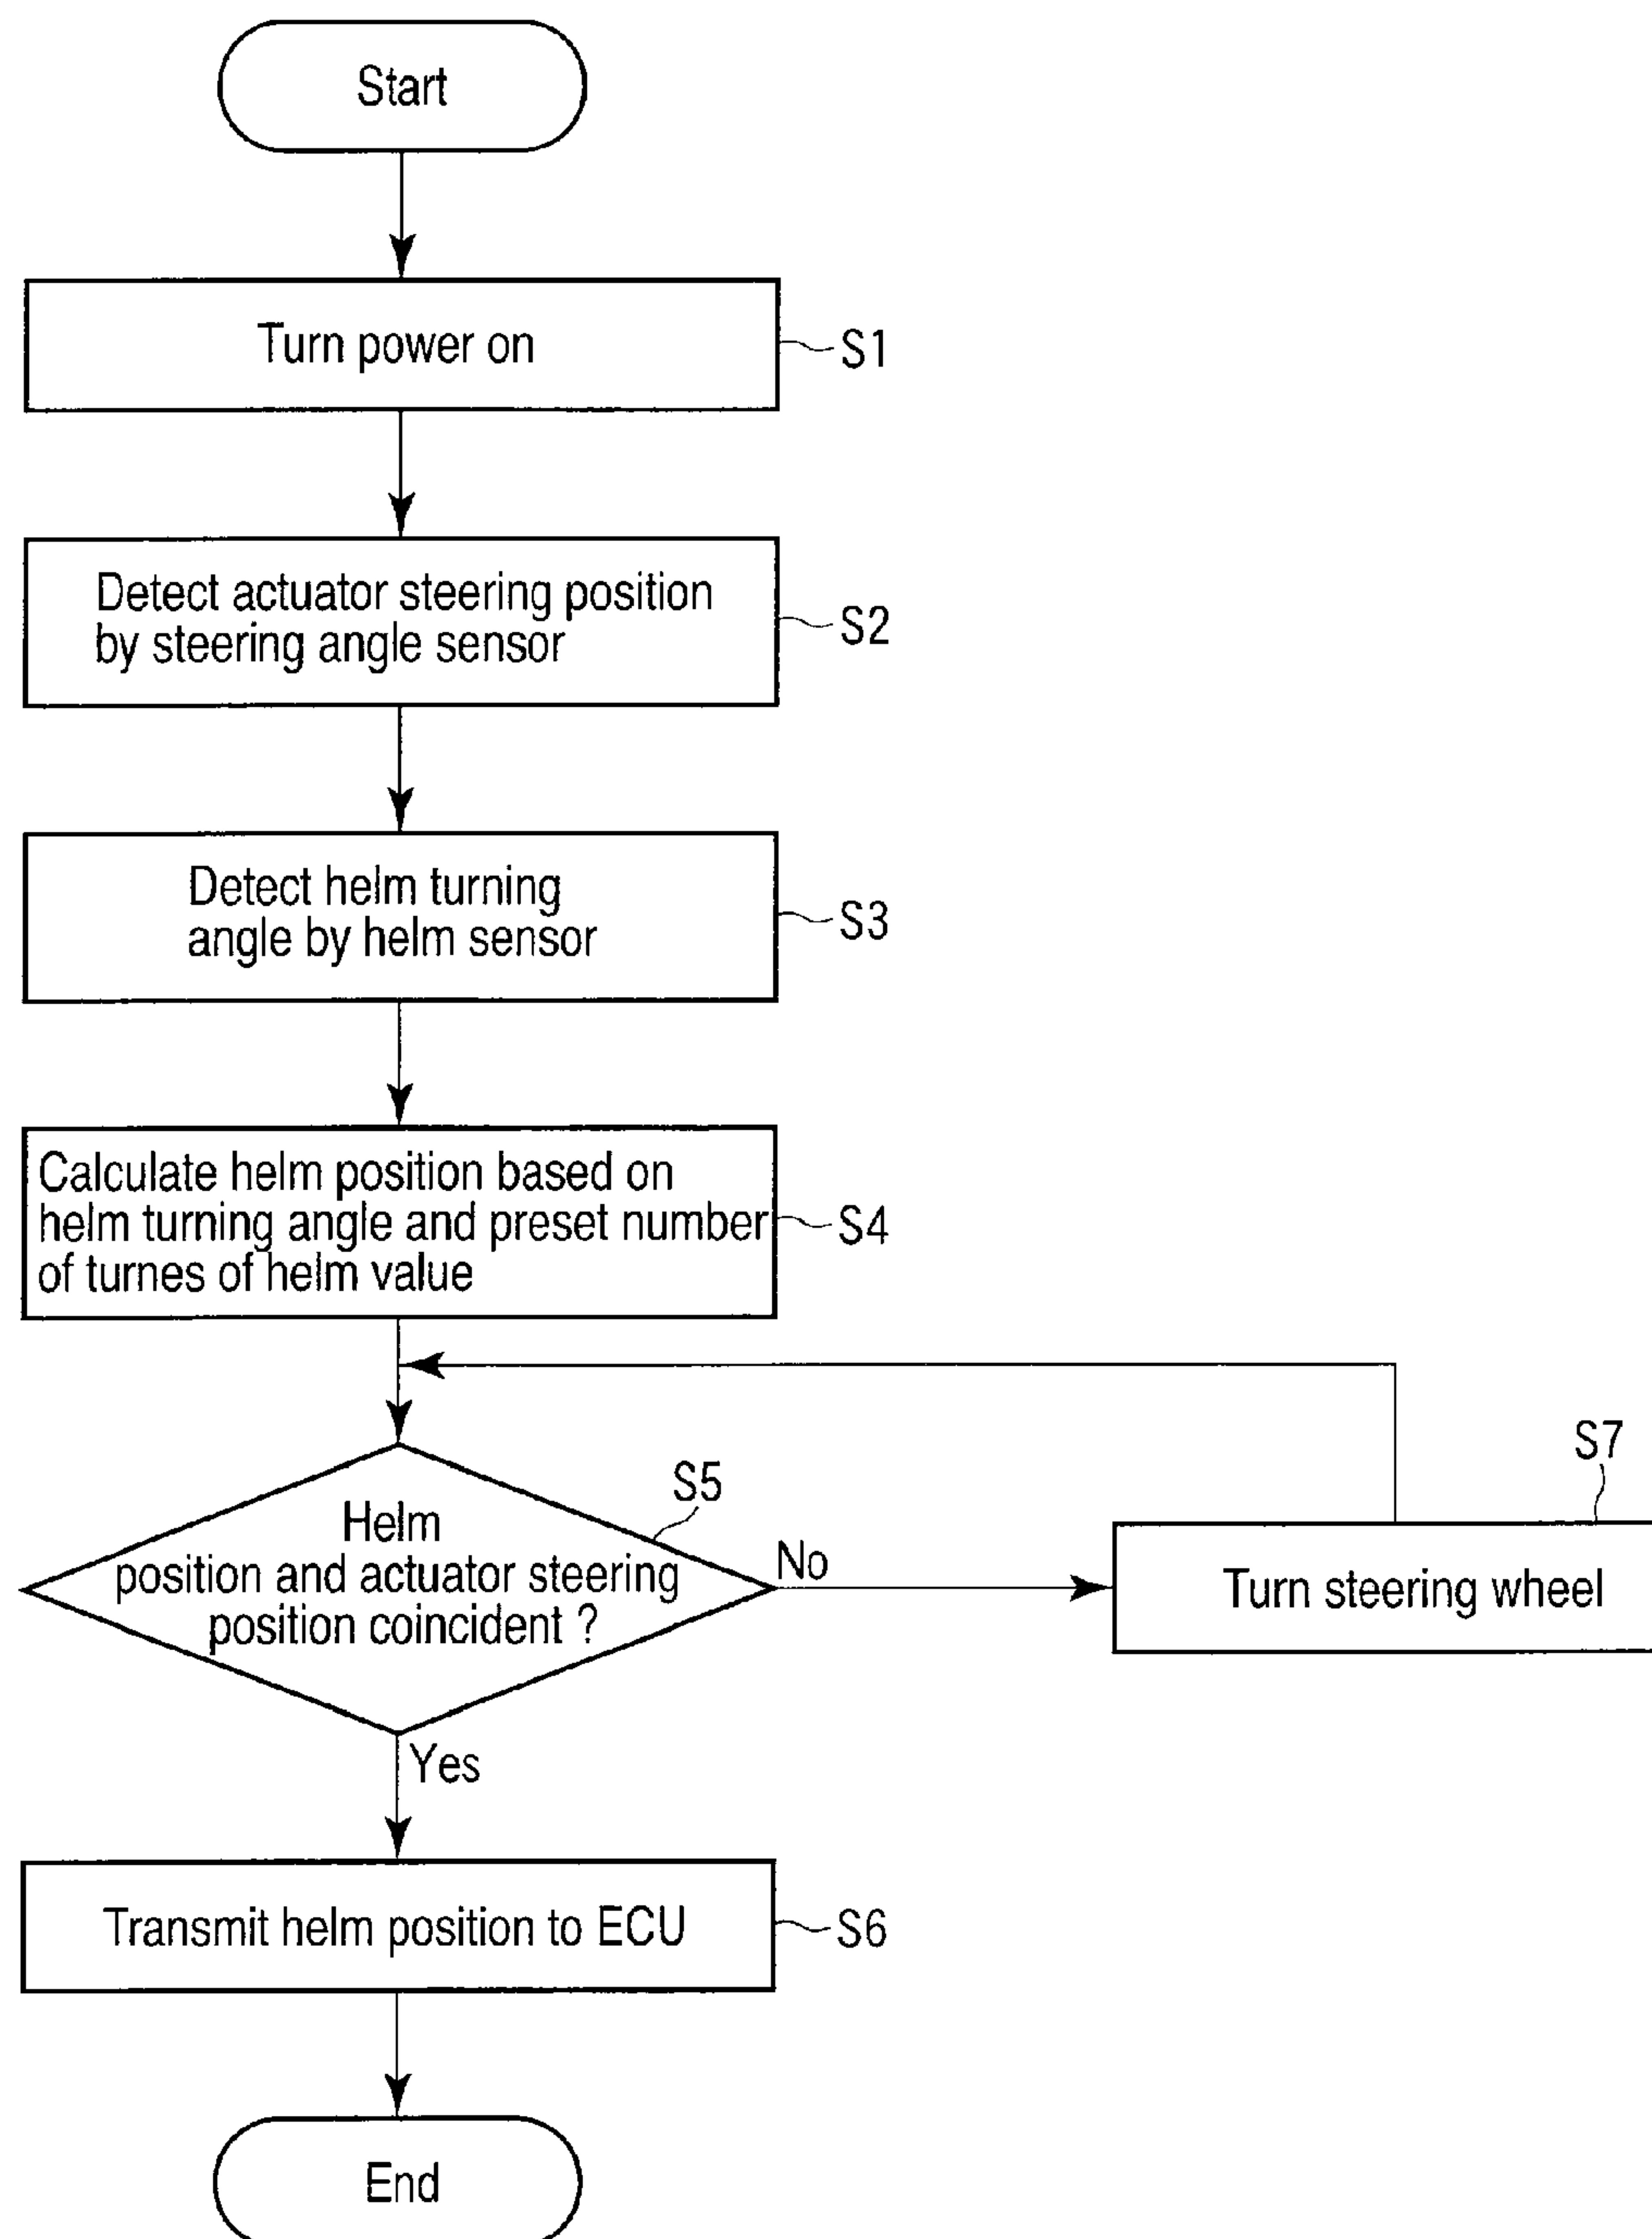 Start
Turn power on
S1
Detect actuator steering position
by steering angle sensor
S2
Detect helm turning
angle by helm sensor
S3
Calculate helm position based on
helm turning angle and preset number
of turnes of helm value
S4
S5
Helm
position and actuator steering
position coincident ?
No
S7
Turn steering wheel
Yes
Transmit helm position to ECU
S6
End